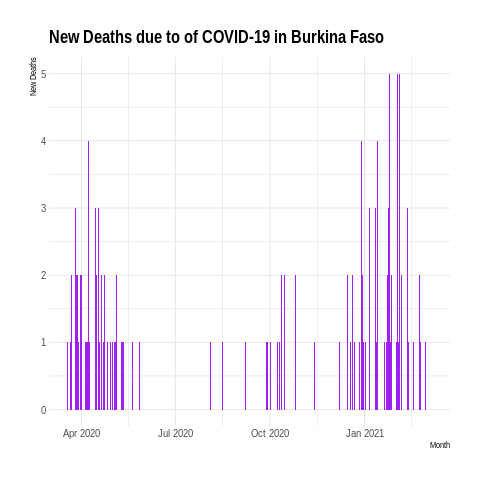 New Deaths due to of COVID-19 in Burkina Faso
New Deaths
5
4
3
2
1
0
Apr 2020
Jul 2020
Oct 2020
Jan 2021
Month